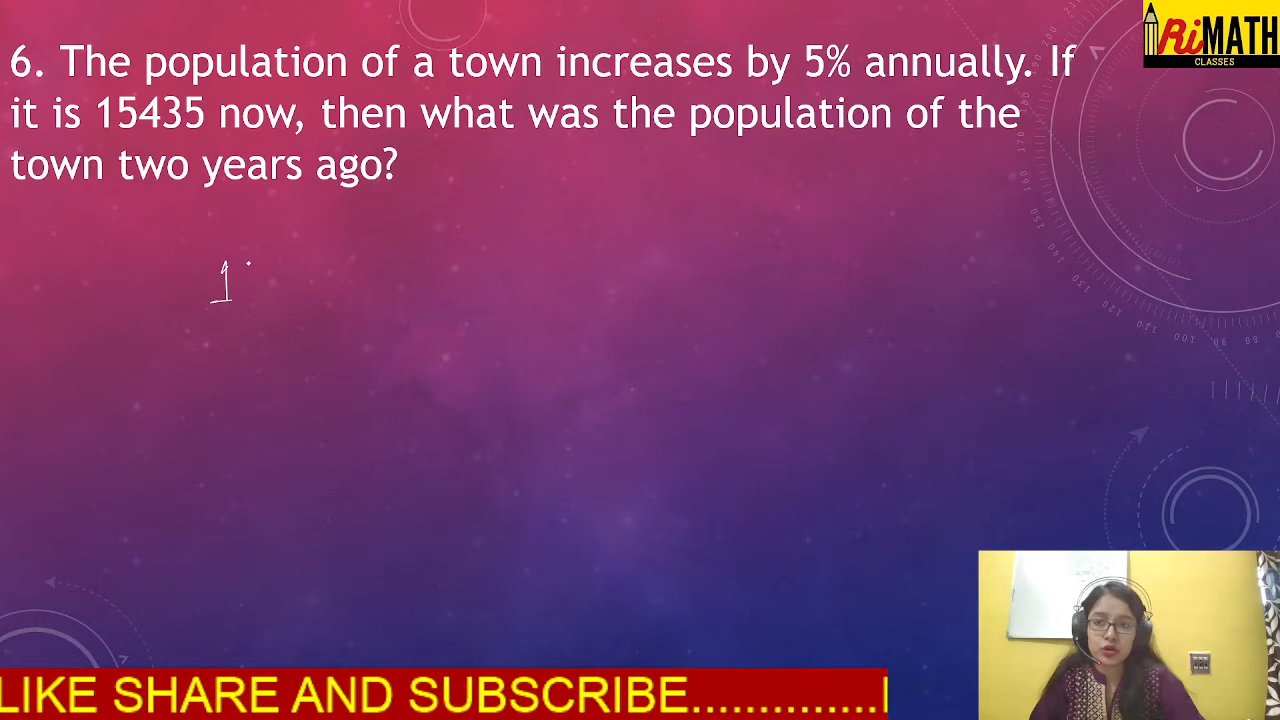 RiMATH
CLASSES
6. The population of a town increases by 5% annually. If
it is 15435 now, then what was the population of the
town two years ago?
1
LIKE SHARE AND SUBSCRIBE..............